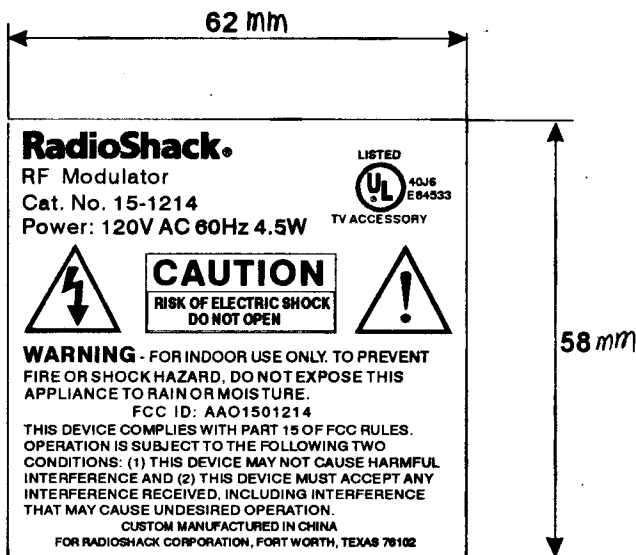 62 mm
RadioShack®
RF Modulator
Cat. No. 15-1214
Power: 120V AC 60Hz 4.5W
LISTED
UL ®
40J6
E84533
TV ACCESSORY
CAUTION
RISK OF ELECTRIC SHOCK
DO NOT OPEN
!
58 mm
WARNING - FOR INDOOR USE ONLY. TO PREVENT
FIRE OR SHOCK HAZARD, DO NOT EXPOSE THIS
APPLIANCE TO RAIN OR MOISTURE.
FCC ID: AAO1501214
THIS DEVICE COMPLIES WITH PART 15 OF FCC RULES.
OPERATION IS SUBJECT TO THE FOLLOWING TWO
CONDITIONS: (1) THIS DEVICE MAY NOT CAUSE HARMFUL
INTERFERENCE AND (2) THIS DEVICE MUST ACCEPT ANY
INTERFERENCE RECEIVED, INCLUDING INTERFERENCE
THAT MAY CAUSE UNDESIRED OPERATION.
CUSTOM MANUFACTURED IN CHINA
FOR RADIOSHACK CORPORATION, FORT WORTH, TEXAS 76102